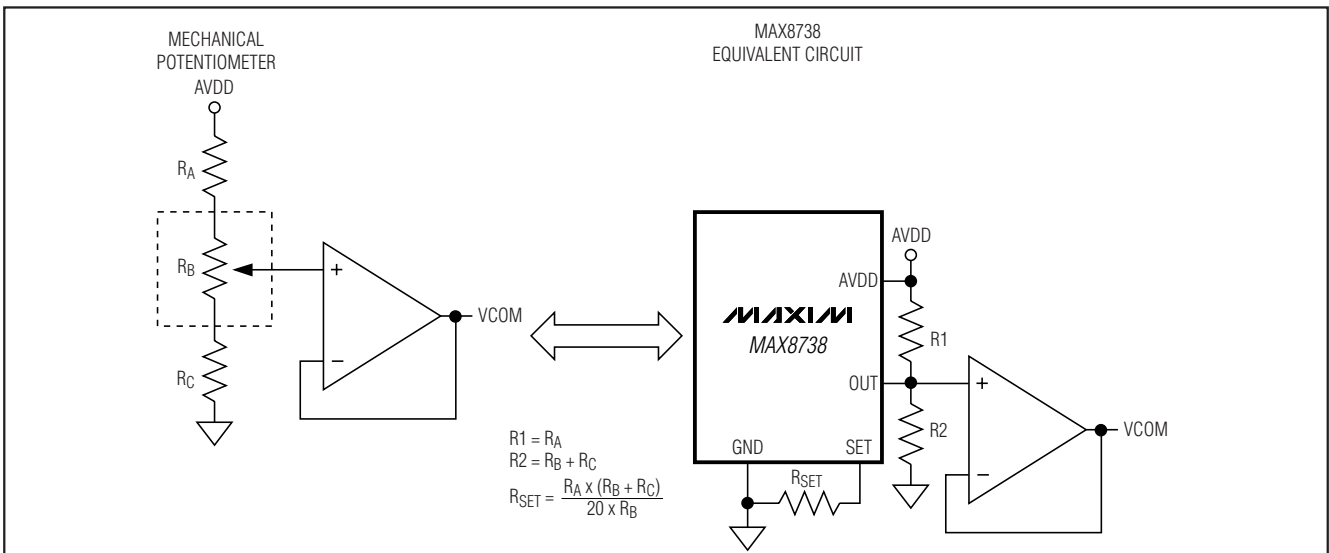 MECHANICAL
POTENTIOMETER
AVDD
RA
RB
RC
+
−
VCOM
MAX8738
EQUIVALENT CIRCUIT
AVDD
AVDD
MAXIM
MAX8738
OUT
GND
SET
RSET
R1
R2
+
−
VCOM
R1 = RA
R2 = RB + RC
RSET = RA x (RB + RC)
20 x RB